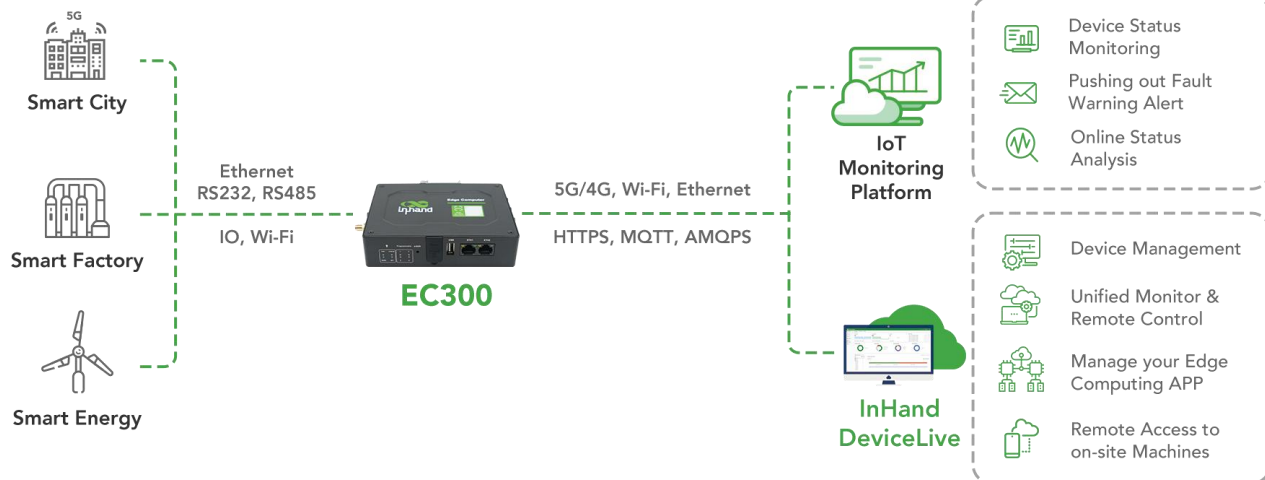 5G
Smart City
Smart Factory
Smart Energy
Ethernet
RS232, RS485
IO, Wi-Fi
inhand
Edge Computer
EC300
5G/4G, Wi-Fi, Ethernet
HTTPS, MQTT, AMQPS
IoT
Monitoring
Platform
InHand
DeviceLive
Device Status
Monitoring
Pushing out Fault
Warning Alert
Online Status
Analysis
Device Management
Unified Monitor &
Remote Control
Manage your Edge
Computing APP
Remote Access to
on-site Machines